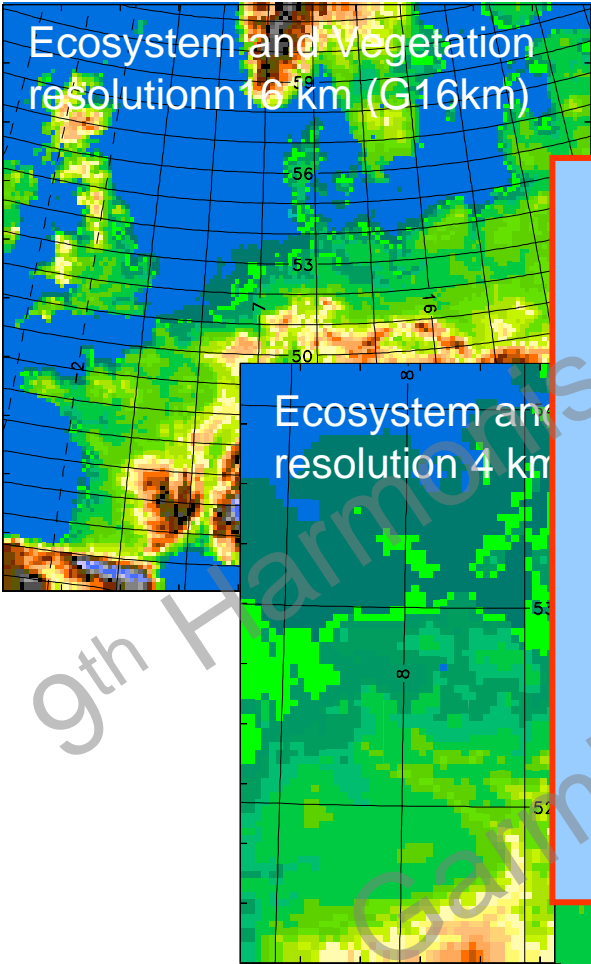 Ecosystem and Vegetation
resolutionn16 km (G16km)
59
56
53
7
16
-2
50
8
Ecosystem and
resolution 4 km
53
8
52
9th Harmonis
Garm